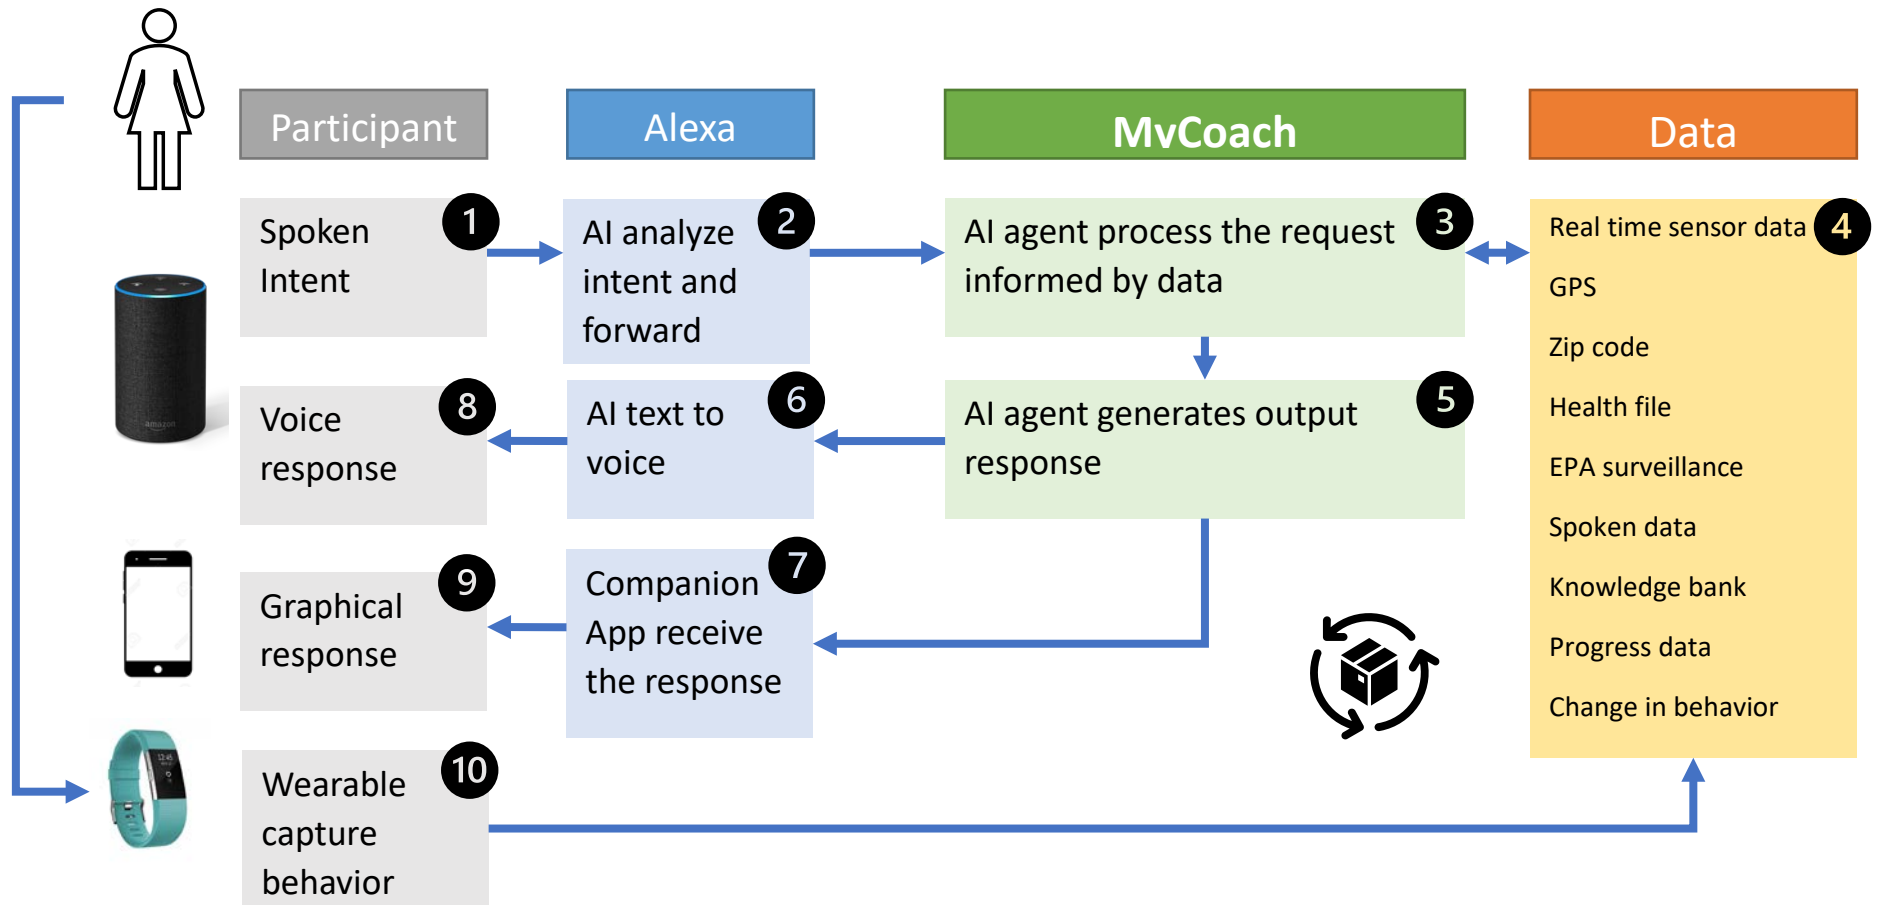 Participant
Alexa
MvCoach
Data
Spoken
Intent
1
AI analyze
intent and
forward
2
AI agent process the request
informed by data
3
Real time sensor data
4
GPS
Zip code
Health file
EPA surveillance
Spoken data
Knowledge bank
Progress data
Change in behavior
Voice
response
8
AI text to
voice
6
AI agent generates output
response
5
amazon
Graphical
response
9
Companion
App receive
the response
7
Wearable
capture
behavior
10
12:45